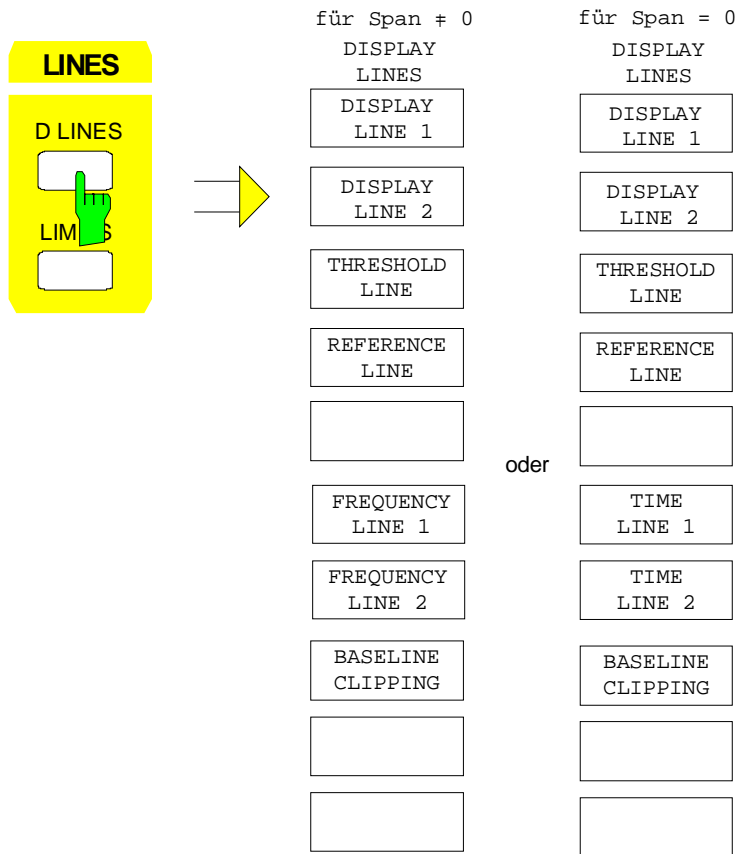 LINES
D LINES
LIM S
für Span ǂ 0
DISPLAY
LINES
DISPLAY
LINE 1
DISPLAY
LINE 2
THRESHOLD
LINE
REFERENCE
LINE
FREQUENCY
LINE 1
FREQUENCY
LINE 2
BASELINE
CLIPPING
oder
für Span = 0
DISPLAY
LINES
DISPLAY
LINE 1
DISPLAY
LINE 2
THRESHOLD
LINE
REFERENCE
LINE
TIME
LINE 1
TIME
LINE 2
BASELINE
CLIPPING